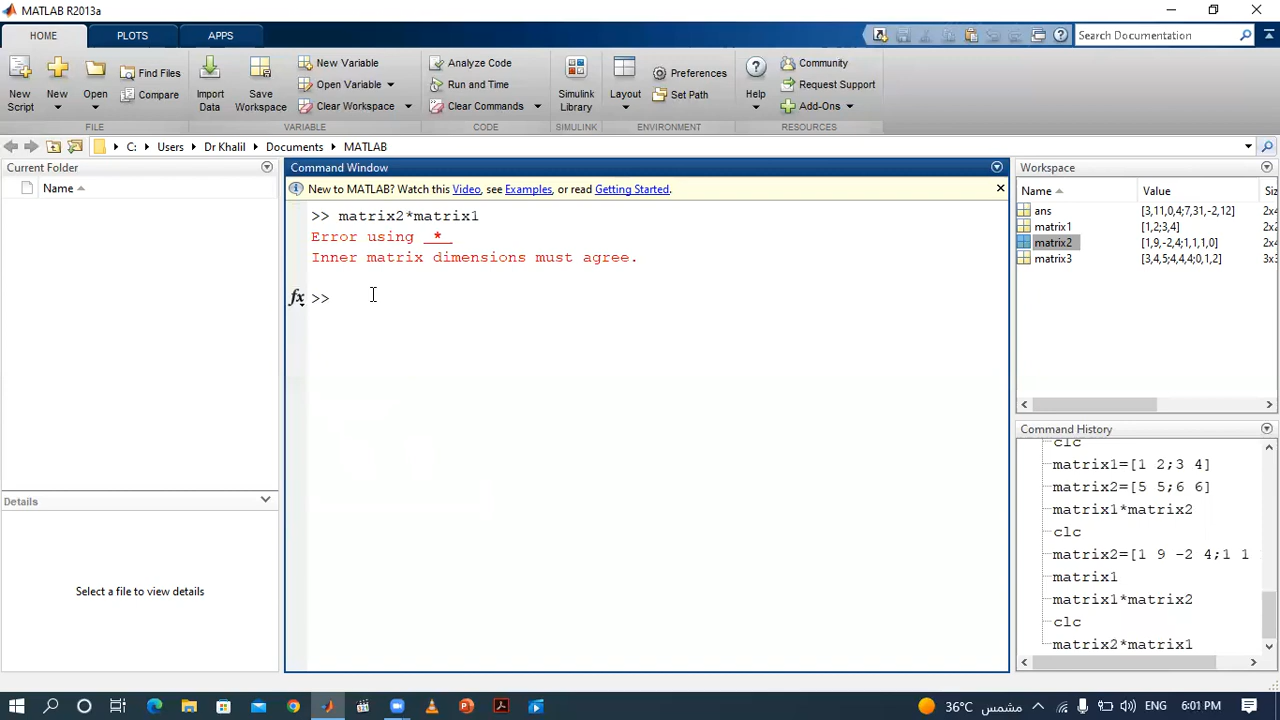 MATLAB R2013a
HOME
PLOTS
APPS
Search Documentation
New Script
New
Open
Find Files
Compare
Import Data
Save Workspace
New Variable
Open Variable
Clear Workspace
Analyze Code
Run and Time
Clear Commands
Simulink Library
Layout
Preferences
Set Path
Help
Community
Request Support
Add-Ons
FILE
VARIABLE
CODE
SIMULINK
ENVIRONMENT
RESOURCES
C: Users Dr Khalil Documents MATLAB
Current Folder
Name
Details
Select a file to view details
Command Window
New to MATLAB? Watch this Video, see Examples, or read Getting Started.
>> matrix2*matrix1
Error using *
Inner matrix dimensions must agree.
fx >>
Workspace
Name Value Siz
ans [3,11,0,4;7,31,-2,12] 2x
matrix1 [1,2;3,4] 2x
matrix2 [1,9,-2,4;1,1,1,0] 2x
matrix3 [3,4,5;4,4,4;0,1,2] 3x
Command History
clc
matrix1=[1 2;3 4]
matrix2=[5 5;6 6]
matrix1*matrix2
clc
matrix2=[1 9 -2 4;1 1
matrix1
matrix1*matrix2
clc
matrix2*matrix1
36°C مشمس
ENG
6:01 PM